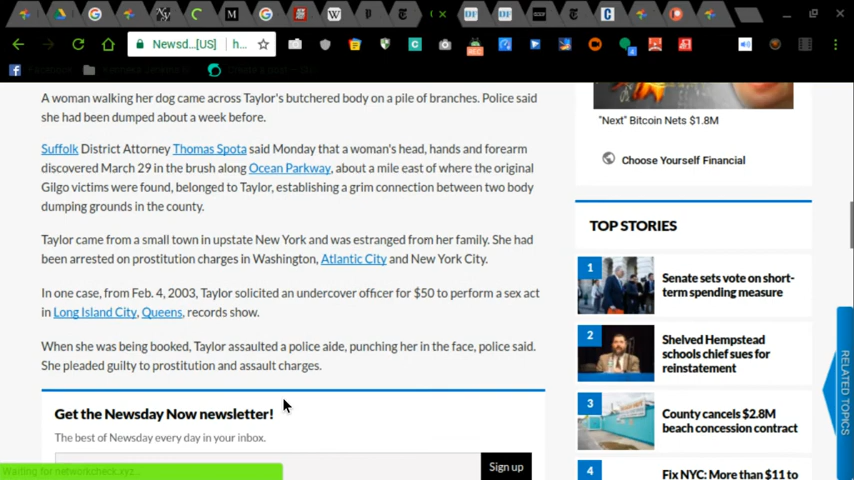 Newsd... [US]
h...
A woman walking her dog came across Taylor's butchered body on a pile of branches. Police said
she had been dumped about a week before.
Suffolk District Attorney Thomas Spota said Monday that a woman's head, hands and forearm
discovered March 29 in the brush along Ocean Parkway, about a mile east of where the original
Gilgo victims were found, belonged to Taylor, establishing a grim connection between two body
dumping grounds in the county.
Taylor came from a small town in upstate New York and was estranged from her family. She had
been arrested on prostitution charges in Washington, Atlantic City and New York City.
In one case, from Feb. 4, 2003, Taylor solicited an undercover officer for $50 to perform a sex act
in Long Island City, Queens, records show.
When she was being booked, Taylor assaulted a police aide, punching her in the face, police said.
She pleaded guilty to prostitution and assault charges.
Get the Newsday Now newsletter!
The best of Newsday every day in your inbox.
Sign up
Waiting for networkcheck.xyz...
"Next" Bitcoin Nets $1.8M
Choose Yourself Financial
TOP STORIES
1
Senate sets vote on short-
term spending measure
2
Shelved Hempstead
schools chief sues for
reinstatement
3
County cancels $2.8M
beach concession contract
4
Fix NYC: More than $11 to
RELATED TOPICS